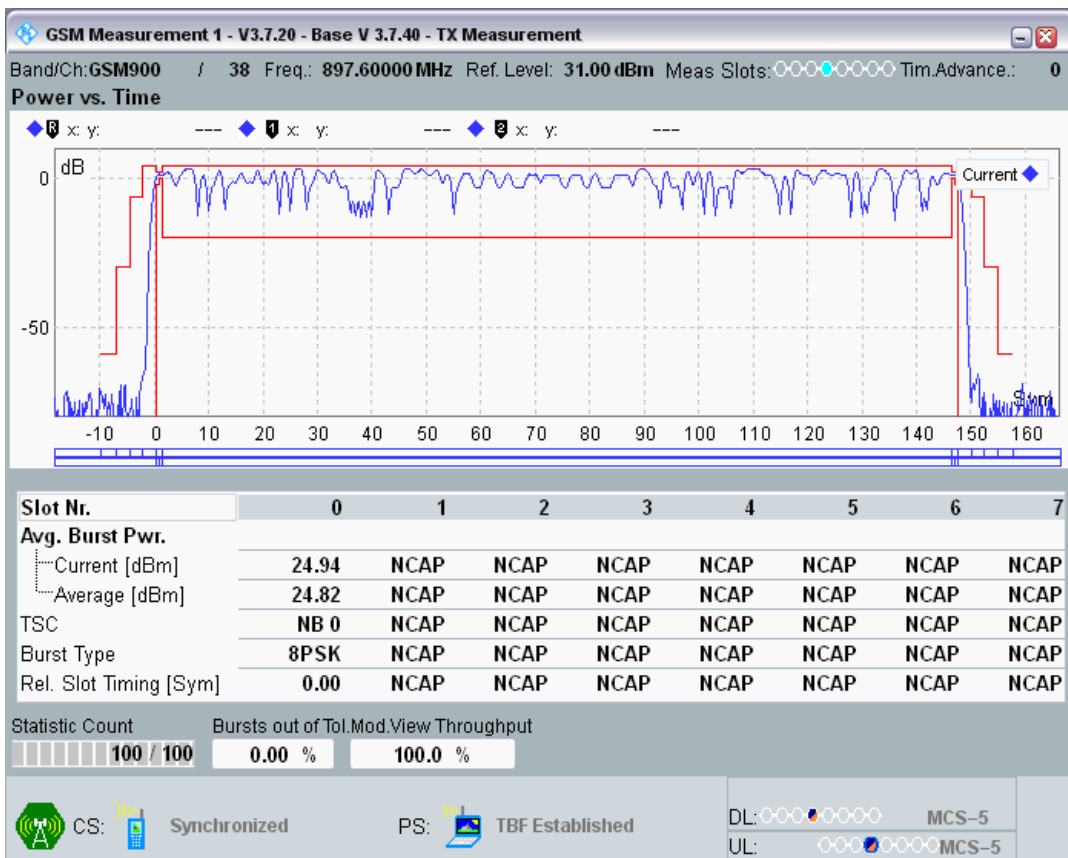 GSM Measurement 1 - V3.7.20 - Base V 3.7.40 - TX Measurement
Band/Ch:GSM900 / 38 Freq.: 897.60000 MHz Ref. Level: 31.00 dBm Meas Slots: Tim.Advance.: 0
Power vs. Time
R x: y: --- 1 x: y: --- 2 x: y: ---
dB
0
Current
-50
Sym
-10 0 10 20 30 40 50 60 70 80 90 100 110 120 130 140 150 160
Slot Nr. 0 1 2 3 4 5 6 7
Avg. Burst Pwr.
Current [dBm] 24.94 NCAP NCAP NCAP NCAP NCAP NCAP NCAP
Average [dBm] 24.82 NCAP NCAP NCAP NCAP NCAP NCAP NCAP
TSC NB 0 NCAP NCAP NCAP NCAP NCAP NCAP NCAP
Burst Type 8PSK NCAP NCAP NCAP NCAP NCAP NCAP NCAP
Rel. Slot Timing [Sym] 0.00 NCAP NCAP NCAP NCAP NCAP NCAP NCAP
Statistic Count Bursts out of Tol.Mod.View Throughput
100 / 100 0.00 % 100.0 %
CS: Synchronized PS: TBF Established
DL: MCS-5
UL: MCS-5